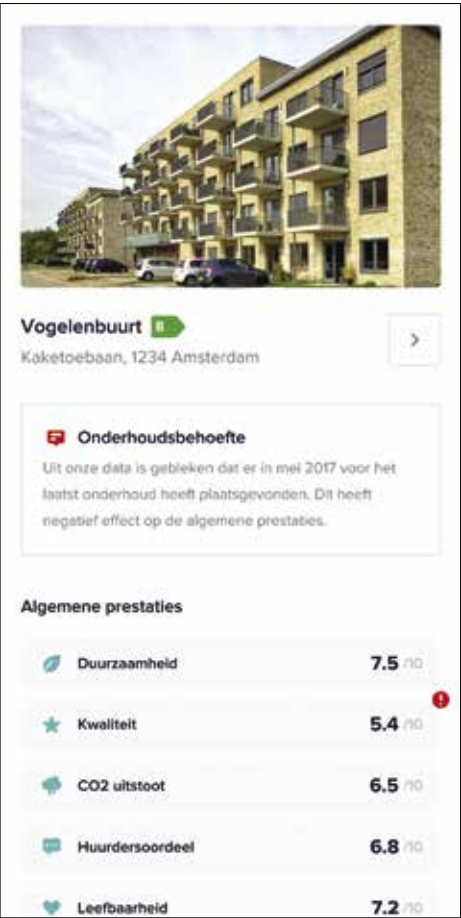 Vogelenbuurt B
Kaketoebaan, 1234 Amsterdam
Onderhoudsbehoefte
Uit onze data is gebleken dat er in mei 2017 voor het
laatst onderhoud heeft plaatsgevonden. Dit heeft
negatief effect op de algemene prestaties.
Algemene prestaties
Duurzaamheid 7.5 /10
Kwaliteit 5.4 /10
CO2 uitstoot 6.5 /10
Huurdersoordeel 6.8 /10
Leefbaarheid 7.2 /10